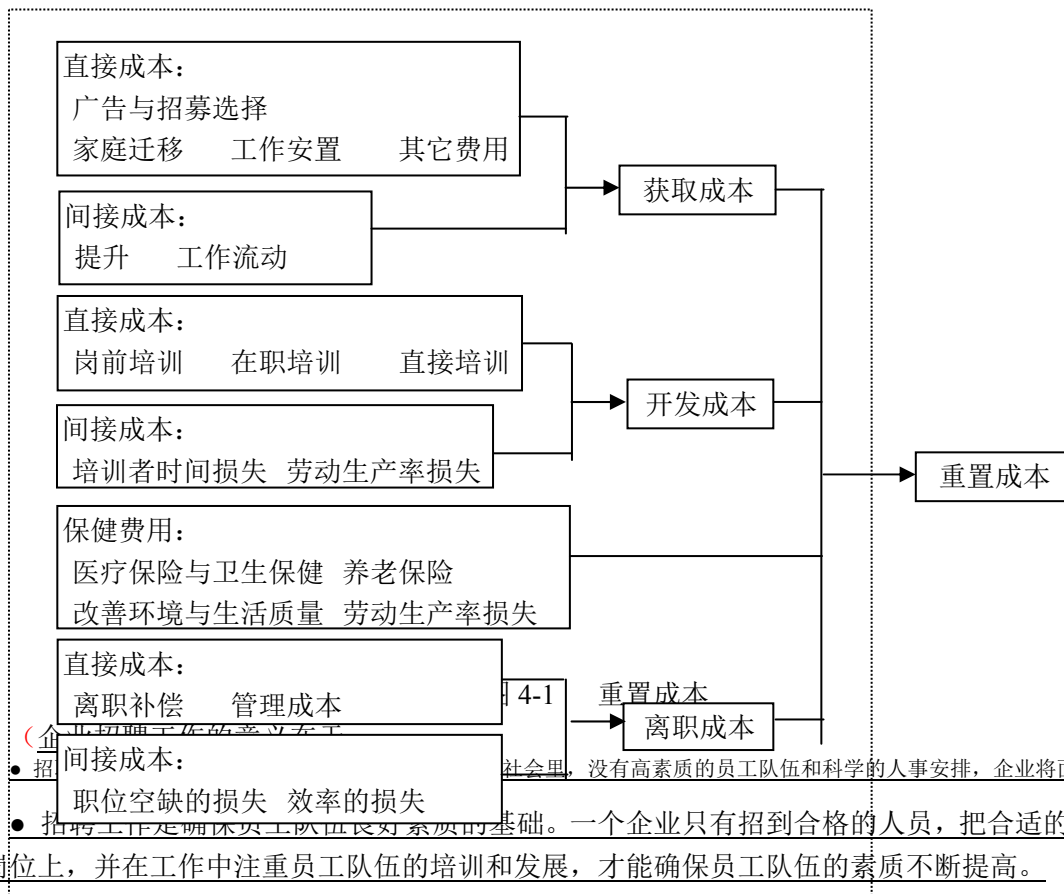 直接成本：
广告与招募选择
家庭迁移 工作安置 其它费用
获取成本
间接成本：
提升 工作流动
直接成本：
岗前培训 在职培训 直接培训
开发成本
间接成本：
培训者时间损失 劳动生产率损失
重置成本
保健费用：
医疗保险与卫生保健 养老保险
改善环境与生活质量 劳动生产率损失
直接成本：
离职补偿 管理成本
4-1 重置成本
离职成本
（企业招聘工作的意义在于
间接成本：
职位空缺的损失 效率的损失
● 招 社会里，没有高素质的员工队伍和科学的人事安排，企业将
● 招聘工作是确保员工队伍良好素质的基础。一个企业只有招到合格的人员，把合适的
位上，并在工作中注重员工队伍的培训和发展，才能确保员工队伍的素质不断提高。